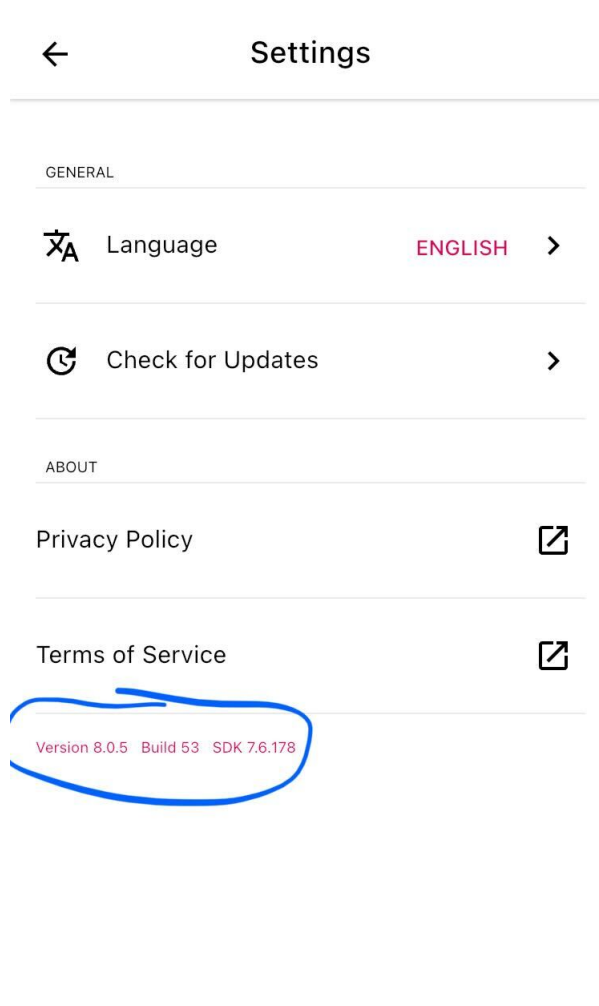 Settings
GENERAL
Language ENGLISH
Check for Updates
ABOUT
Privacy Policy
Terms of Service
Version 8.0.5 Build 53 SDK 7.6.178